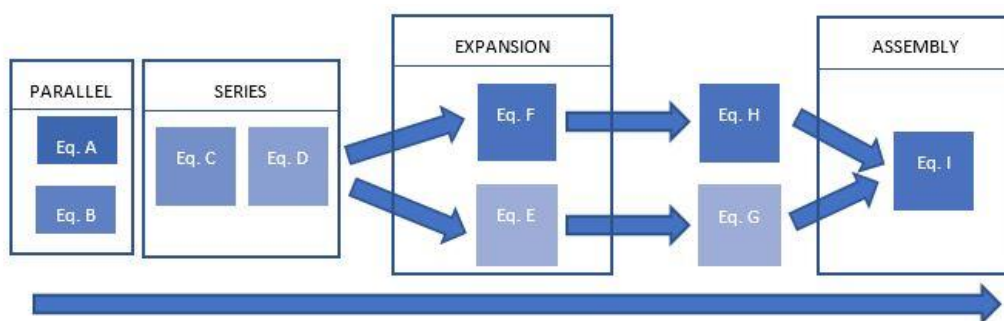 PARALLEL
Eq. A
Eq. B
SERIES
Eq. C
Eq. D
EXPANSION
Eq. F
Eq. E
Eq. H
Eq. G
ASSEMBLY
Eq. I